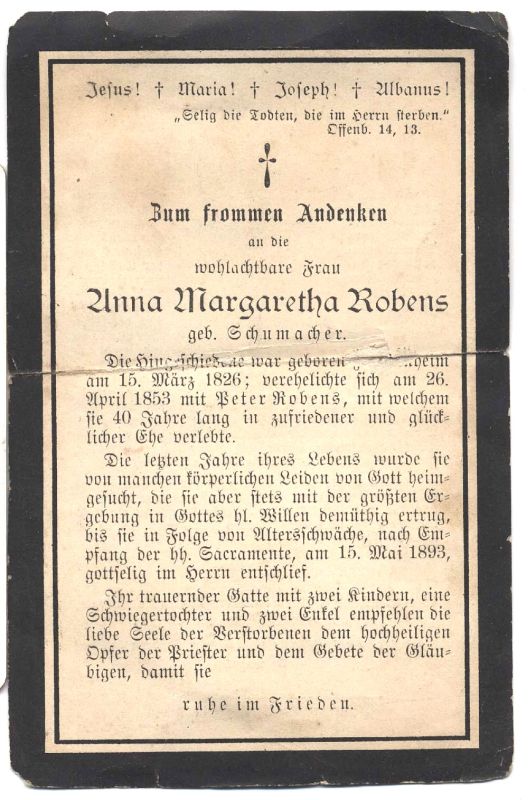 Jesus! † Maria! † Joseph! † Albanus!
„Selig die Todten, die im Herrn sterben."
Offenb. 14, 13.
Zum frommen Andenken
an die
wohlachtbare Frau
Anna Margaretha Robens
geb. Schumacher.
Die Hingeschiedene war geboren
am 15. März 1826; verehelichte sich am 26.
April 1853 mit Peter Robens, mit welchem
sie 40 Jahre lang in zufriedener und glück-
licher Ehe verlebte.
Die letzten Jahre ihres Lebens wurde sie
von manchen körperlichen Leiden von Gott heim-
gesucht, die sie aber stets mit der größten Er-
gebung in Gottes hl. Willen demüthig ertrug,
bis sie in Folge von Altersschwäche, nach Em-
pfang der hh. Sacramente, am 15. Mai 1893,
gottselig im Herrn entschlief.
Ihr trauernder Gatte mit zwei Kindern, eine
Schwiegertochter und zwei Enkel empfehlen die
liebe Seele der Verstorbenen dem hochheiligen
Opfer der Priester und dem Gebete der Gläu-
bigen, damit sie
ruhe im Frieden.